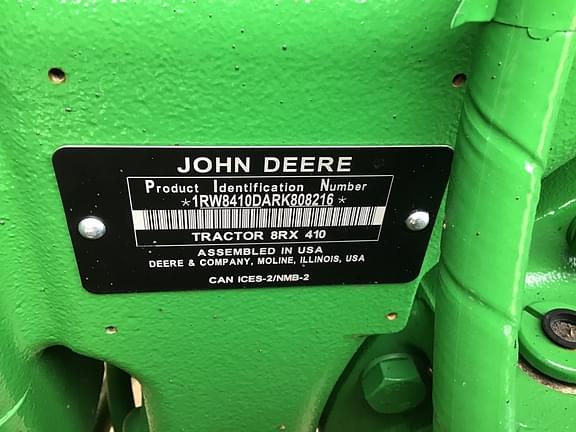 JOHN DEERE
Product Identification Number
*1RW8410DARK808216*
TRACTOR 8RX 410
ASSEMBLED IN USA
DEERE & COMPANY, MOLINE, ILLINOIS, USA
CAN ICES-2/NMB-2